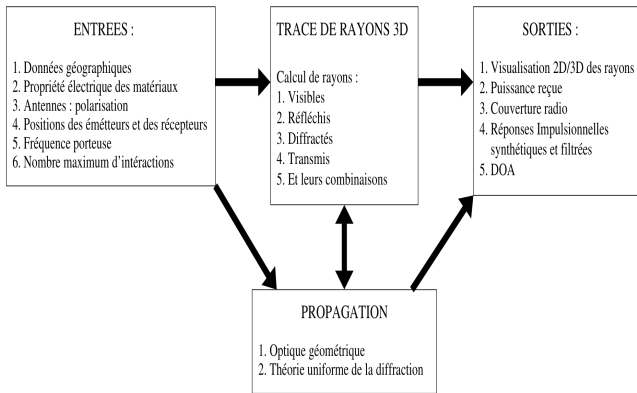 ENTREES :
1. Données géographiques
2. Propriété électrique des matériaux
3. Antennes : polarisation
4. Positions des émétteurs et des récepteurs
5. Fréquence porteuse
6. Nombre maximum d'intéractions
TRACE DE RAYONS 3D
Calcul de rayons :
1. Visibles
2. Réfléchis
3. Diffractés
4. Transmis
5. Et leurs combinaisons
SORTIES :
1. Visualisation 2D/3D des rayons
2. Puissance reçue
3. Couverture radio
4. Réponses Impulsionnelles
synthétiques et filtrées
5. DOA
PROPAGATION
1. Optique géométrique
2. Théorie uniforme de la diffraction